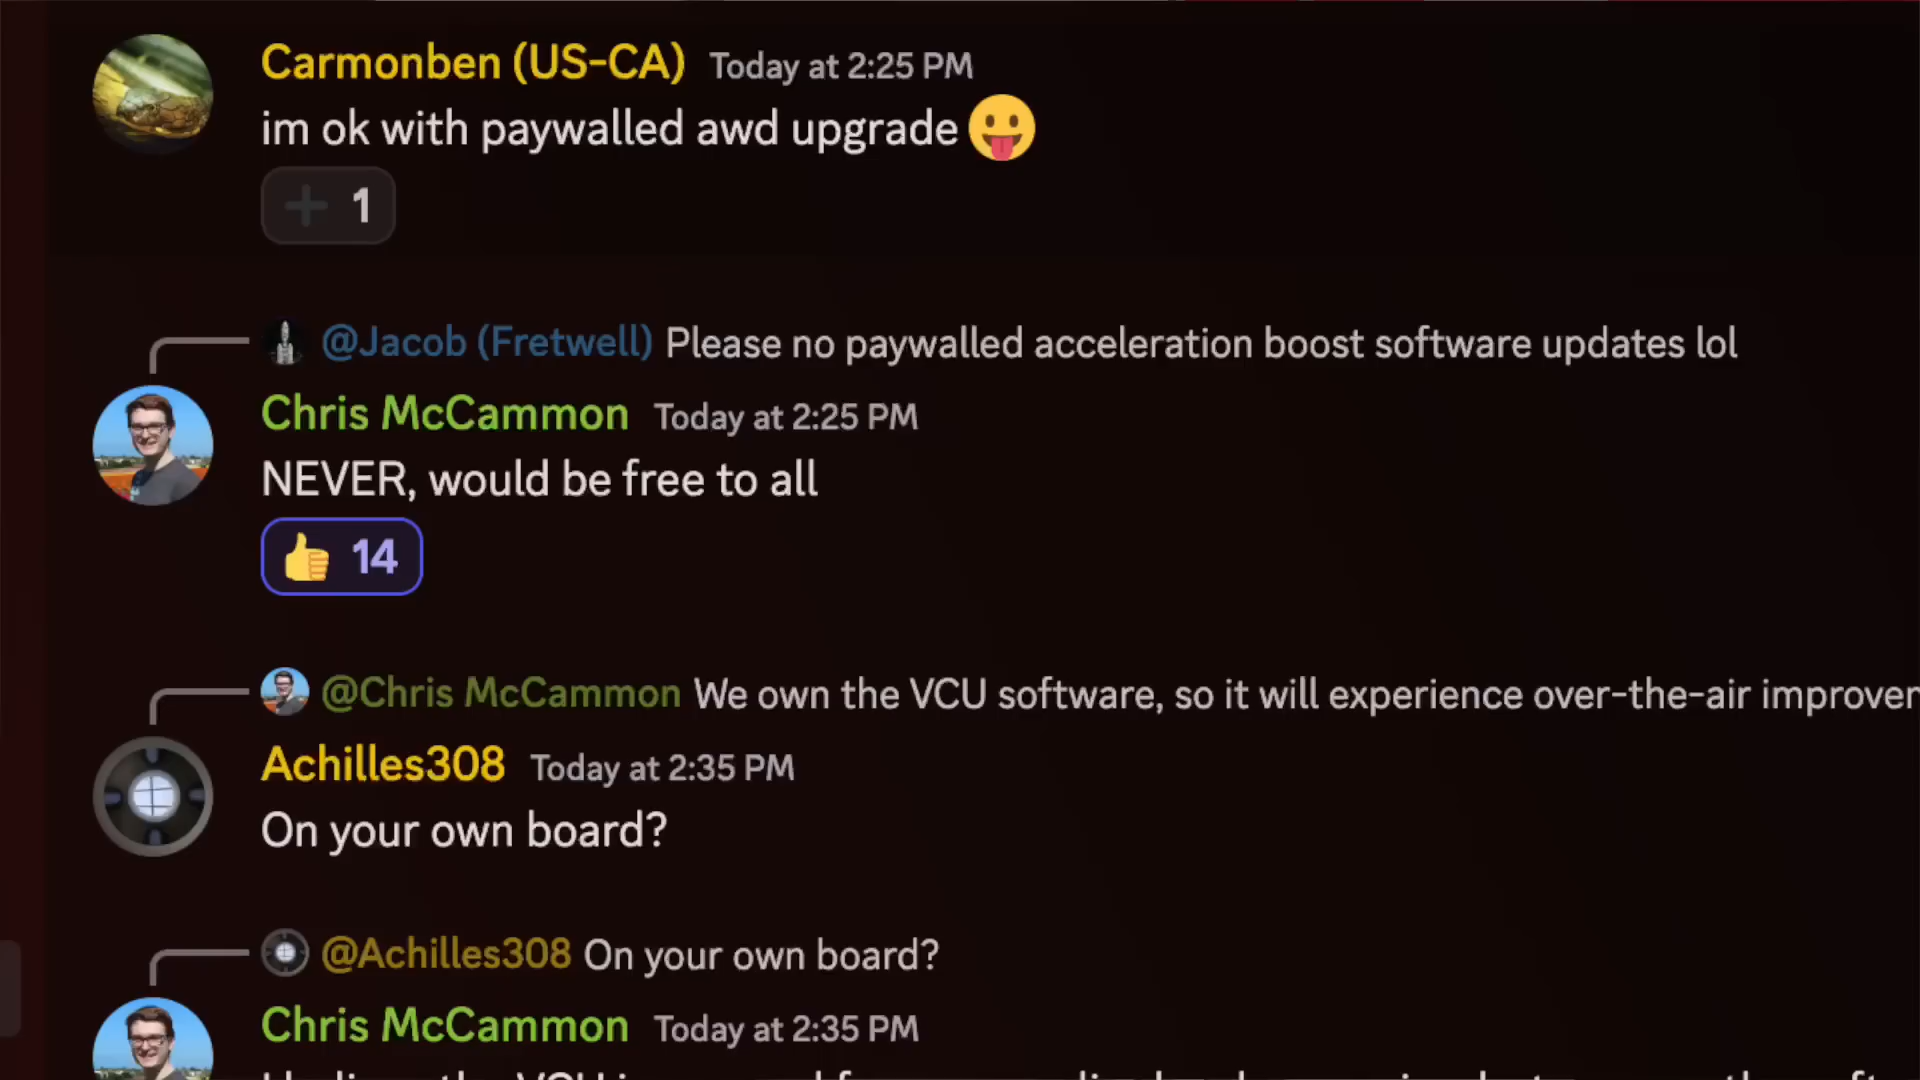 Carmonben (US-CA) Today at 2:25 PM
im ok with paywalled awd upgrade 😛
1
@Jacob (Fretwell) Please no paywalled acceleration boost software updates lol
Chris McCammon Today at 2:25 PM
NEVER, would be free to all
👍 14
@Chris McCammon We own the VCU software, so it will experience over-the-air
Achilles308 Today at 2:35 PM
On your own board?
@Achilles308 On your own board?
Chris McCammon Today at 2:35 PM